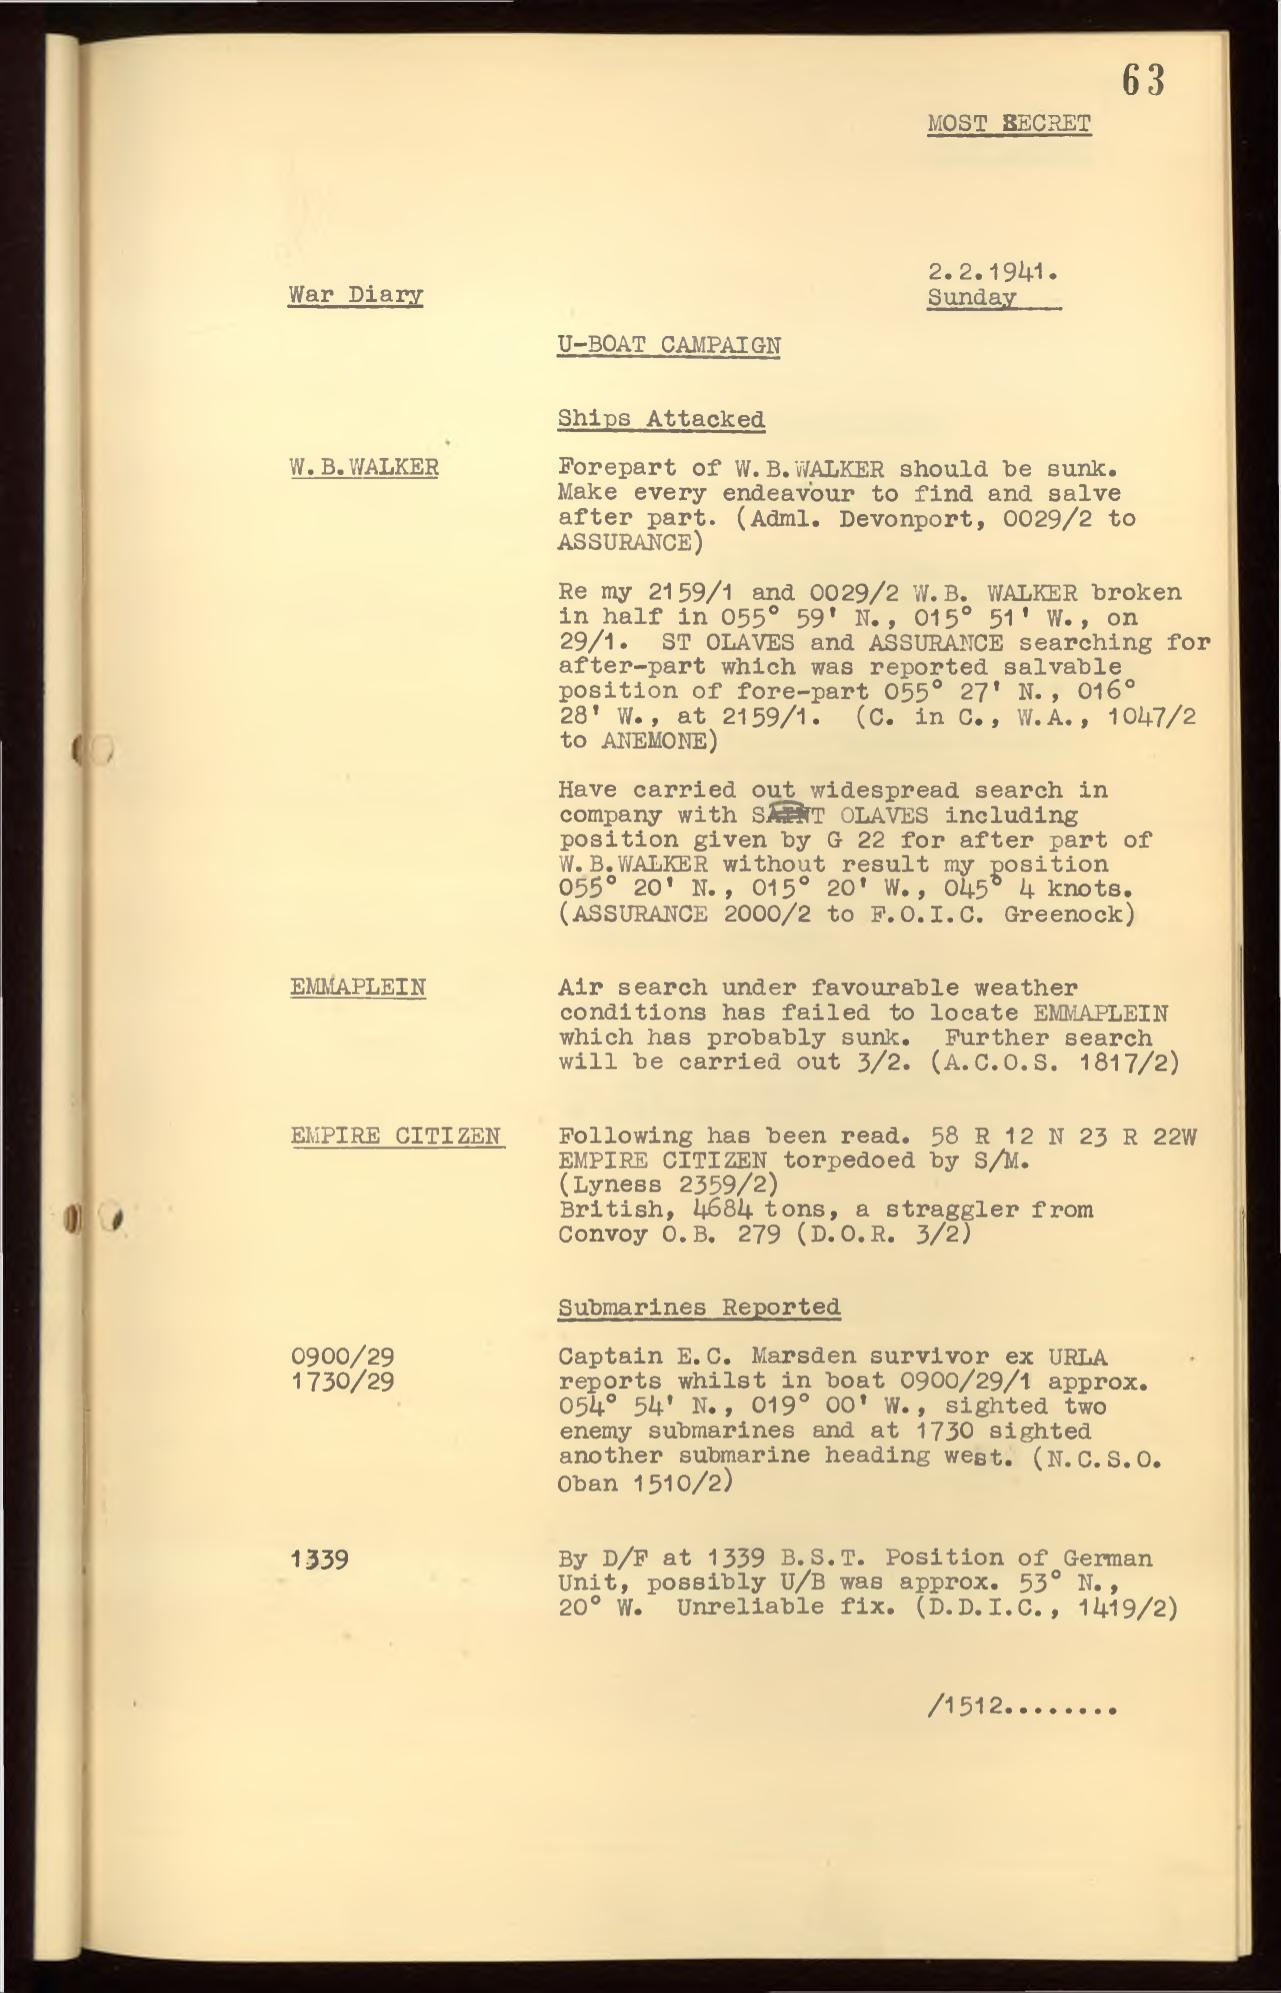 63
MOST SECRET
2.2.1941.
War Diary
Sunday
U-BOAT CAMPAIGN
Ships Attacked
W.B.WALKER
Forepart of W.B.WALKER should be sunk.
Make every endeavour to find and salve
after part. (Adml. Devonport, 0029/2 to
ASSURANCE)
Re my 2159/1 and 0029/2 W.B. WALKER broken
in half in 055° 59' N., 015° 51' W., on
29/1. ST OLAVES and ASSURANCE searching for
after-part which was reported salvable
position of fore-part 055° 27' N., 016°
28' W., at 2159/1. (C. in C., W.A., 1047/2
to ANEMONE)
Have carried out widespread search in
company with SAINT OLAVES including
position given by G 22 for after part of
W.B.WALKER without result my position
055° 20' N., 015° 20' W., 045° 4 knots.
(ASSURANCE 2000/2 to F.O.I.C. Greenock)
EMMAPLEIN
Air search under favourable weather
conditions has failed to locate EMMAPLEIN
which has probably sunk. Further search
will be carried out 3/2. (A.C.O.S. 1817/2)
EMPIRE CITIZEN
Following has been read. 58 R 12 N 23 R 22W
EMPIRE CITIZEN torpedoed by S/M.
(Lyness 2359/2)
British, 4684 tons, a straggler from
Convoy O.B. 279 (D.O.R. 3/2)
Submarines Reported
0900/29
1730/29
Captain E.C. Marsden survivor ex URLA
reports whilst in boat 0900/29/1 approx.
054° 54' N., 019° 00' W., sighted two
enemy submarines and at 1730 sighted
another submarine heading west. (N.C.S.O.
Oban 1510/2)
1339
By D/F at 1339 B.S.T. Position of German
Unit, possibly U/B was approx. 53° N.,
20° W. Unreliable fix. (D.D.I.C., 1419/2)
/1512........